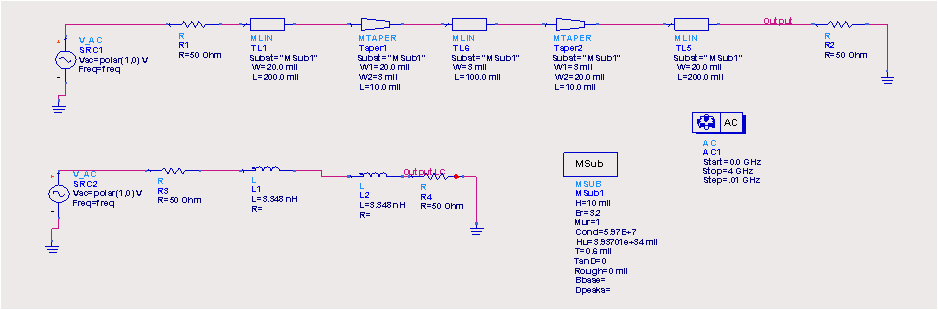 V_AC
SRC1
Vac=polar(1,0) V
Freq=freq
R
R1
R=50 Ohm
MLIN
TL1
Subst="MSub1"
W=20.0 mil
L=200.0 mil
MTAPER
Taper1
Subst="MSub1"
W1=20.0 mil
W2=3 mil
L=10.0 mil
MLIN
TL6
Subst="MSub1"
W=3 mil
L=100.0 mil
MTAPER
Taper2
Subst="MSub1"
W1=20.0 mil
W2=3 mil
L=10.0 mil
MLIN
TL5
Subst="MSub1"
W=20.0 mil
L=200.0 mil
Output
R
R2
R=50 Ohm
AC
AC
AC1
Start=0.0 GHz
Stop=4 GHz
Step=.01 GHz
V_AC
SRC2
Vac=polar(1,0) V
Freq=freq
R
R3
R=50 Ohm
L
L1
L=3.348 nH
R=
L
L2
L=3.348 nH
R=
OutputLC
R
R4
R=50 Ohm
MSub
MSUB
MSub1
H=10 mil
Er=3.2
Mur=1
Cond=5.97E+7
Hu=3.93701e+34 mil
T=0.6 mil
TanD=0
Rough=0 mil
Bbase=
Dpeaks=